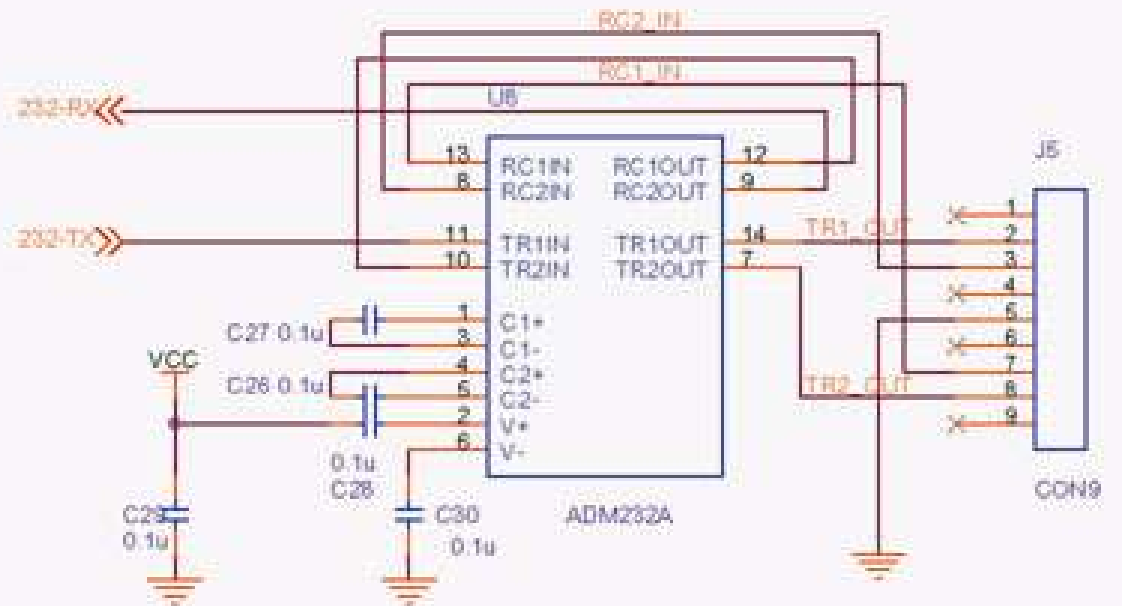 RC2_IN
RC1_IN
232-RX
U6
J5
13 RC1IN RC1OUT 12
8 RC2IN RC2OUT 9
232-TX
11 TR1IN TR1OUT 14 TR1_OUT
10 TR2IN TR2OUT 7
1 C1+
C27 0.1u
3 C1-
VCC
4 C2+
C26 0.1u
5 C2-
TR2_OUT
2 V+
6 V-
0.1u
C28
1
2
3
4
5
6
7
8
9
CON9
C29
0.1u
C30
0.1u
ADM232A